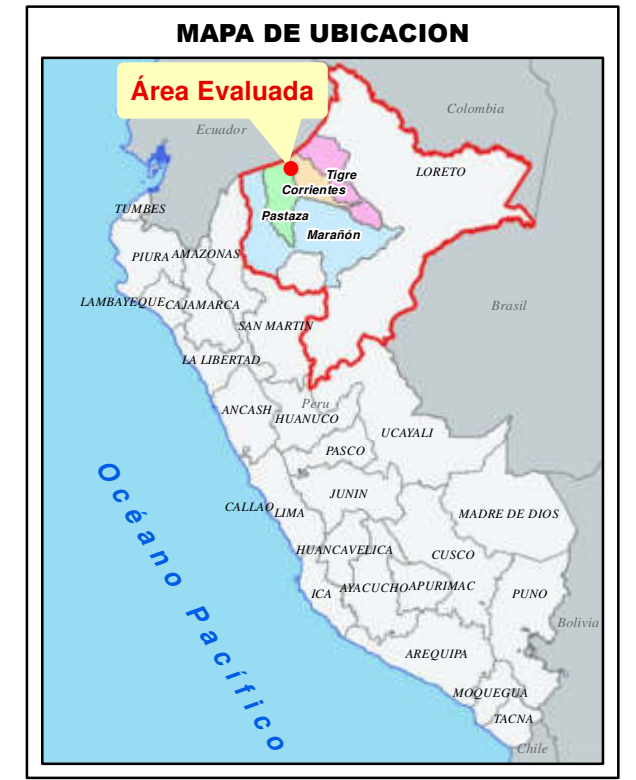 MAPA DE UBICACION
Área Evaluada
Colombia
Ecuador
LORETO
Tigre
Corrientes
TUMBES
Pastaza
Marañón
PIURA
AMAZONAS
LAMBAYEQUE
CAJAMARCA
Brasil
SAN MARTIN
LA LIBERTAD
Peru
ANCASH
HUANUCO
UCAYALI
PASCO
JUNIN
CALLAO
LIMA
MADRE DE DIOS
HUANCAVELICA
CUSCO
ICA
AYACUCHO
APURIMAC
PUNO
Bolivia
AREQUIPA
MOQUEGUA
TACNA
Chile
Océano Pacífico